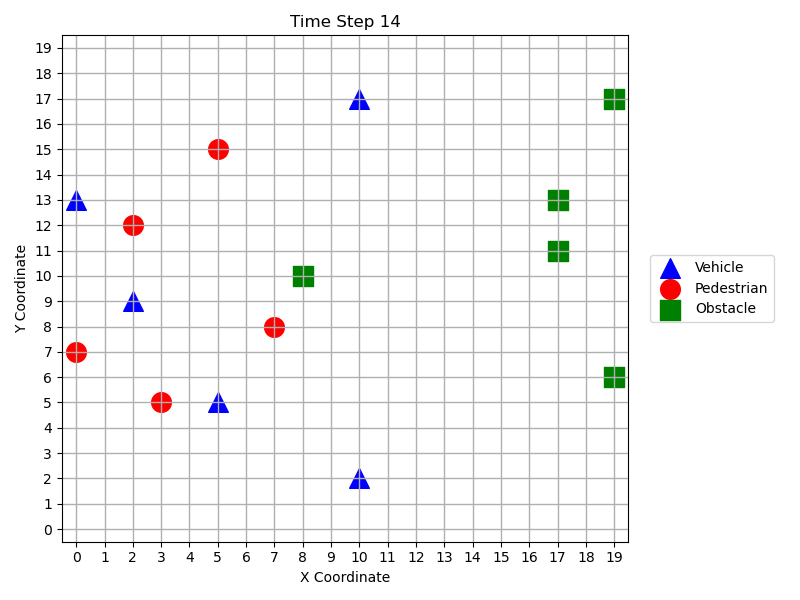 Time Step 14
Y Coordinate
19
18
17
16
15
14
13
12
11
10
9
8
7
6
5
4
3
2
1
0
0 1 2 3 4 5 6 7 8 9 10 11 12 13 14 15 16 17 18 19
X Coordinate
Vehicle
Pedestrian
Obstacle